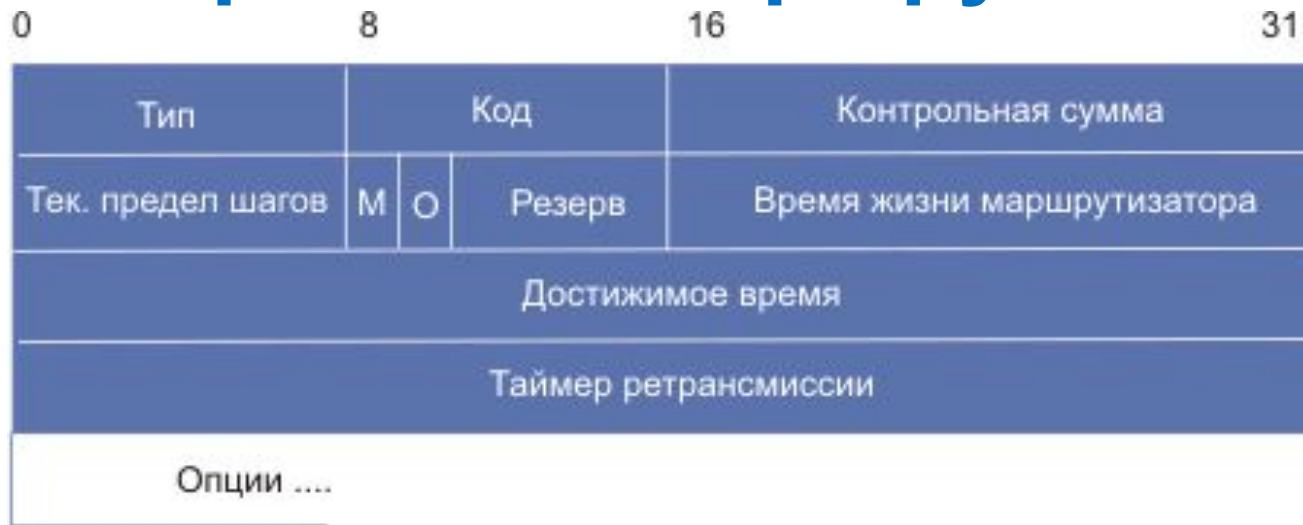 0 8 16 31
Тип Код Контрольная сумма
Тек. предел шагов М О Резерв Время жизни маршрутизатора
Достижимое время
Таймер ретрансмиссии
Опции ....